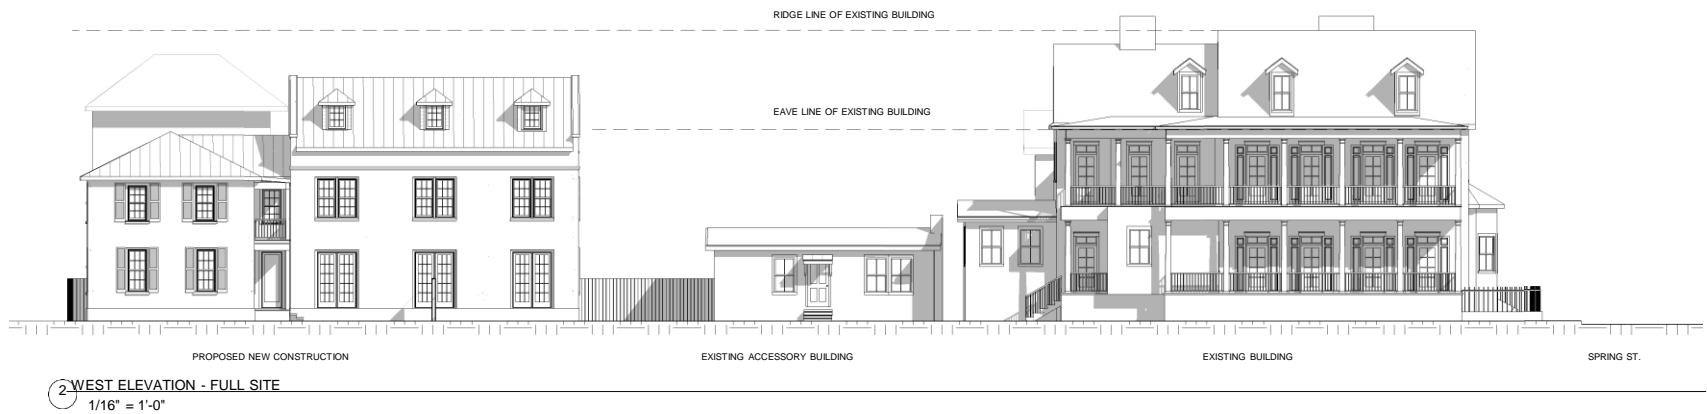 RIDGE LINE OF EXISTING BUILDING
EAVE LINE OF EXISTING BUILDING
PROPOSED NEW CONSTRUCTION
EXISTING ACCESSORY BUILDING
EXISTING BUILDING
SPRING ST.
2 WEST ELEVATION - FULL SITE
1/16" = 1'-0"